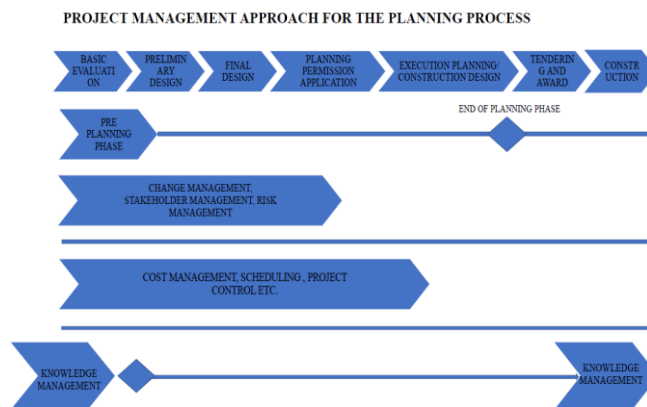 PROJECT MANAGEMENT APPROACH FOR THE PLANNING PROCESS
BASIC
EVALUATI
ON
PRELIMIN
ARY
DESIGN
FINAL
DESIGN
PLANNING
PERMISSION
APPLICATION
EXECUTION PLANNING/
CONSTRUCTION DESIGN
TENDERIN
G AND
AWARD
CONSTR
UCTION
END OF PLANNING PHASE
PRE
PLANNING
PHASE
CHANGE MANAGEMENT,
STAKEHOLDER MANAGEMENT, RISK
MANAGEMENT
COST MANAGEMENT, SCHEDULING , PROJECT
CONTROL ETC.
KNOWLEDGE
MANAGEMENT
KNOWLEDGE
MANAGEMENT